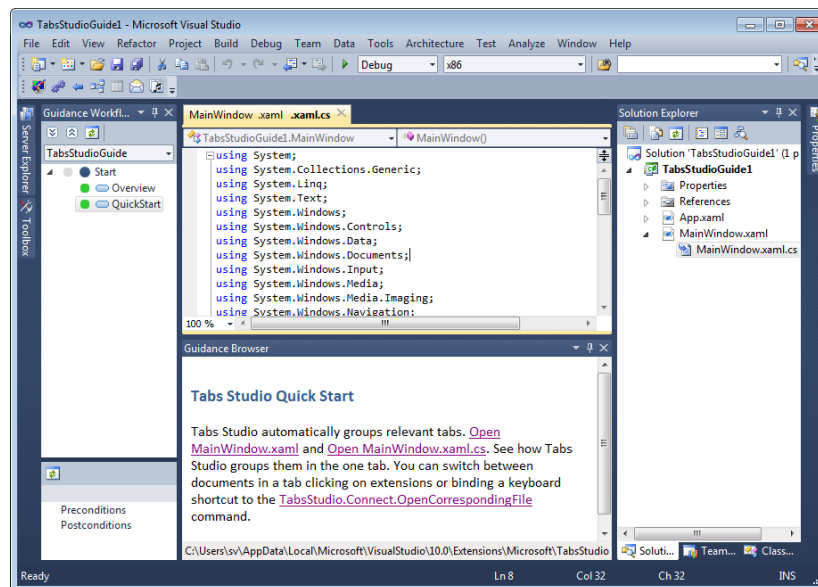 TabsStudioGuide1 - Microsoft Visual Studio
File Edit View Refactor Project Build Debug Team Data Tools Architecture Test Analyze Window Help
Debug x86
Server Explorer
Toolbox
Guidance Workfl...
TabsStudioGuide
Start
Overview
QuickStart
Preconditions
Postconditions
MainWindow .xaml .xaml.cs
TabsStudioGuide1.MainWindow MainWindow()
using System;
using System.Collections.Generic;
using System.Linq;
using System.Text;
using System.Windows;
using System.Windows.Controls;
using System.Windows.Data;
using System.Windows.Documents;
using System.Windows.Input;
using System.Windows.Media;
using System.Windows.Media.Imaging;
using System.Windows.Navigation;
100 %
Guidance Browser
Tabs Studio Quick Start
Tabs Studio automatically groups relevant tabs. Open
MainWindow.xaml and Open MainWindow.xaml.cs. See how Tabs
Studio groups them in the one tab. You can switch between
documents in a tab clicking on extensions or binding a keyboard
shortcut to the TabsStudio.Connect.OpenCorrespondingFile
command.
C:\Users\sv\AppData\Local\Microsoft\VisualStudio\10.0\Extensions\Microsoft\TabsStudio
Solution Explorer
Solution 'TabsStudioGuide1' (1 p
TabsStudioGuide1
Properties
References
App.xaml
MainWindow.xaml
MainWindow.xaml.cs
Soluti... Team... Class...
Properties
Ready Ln 8 Col 32 Ch 32 INS